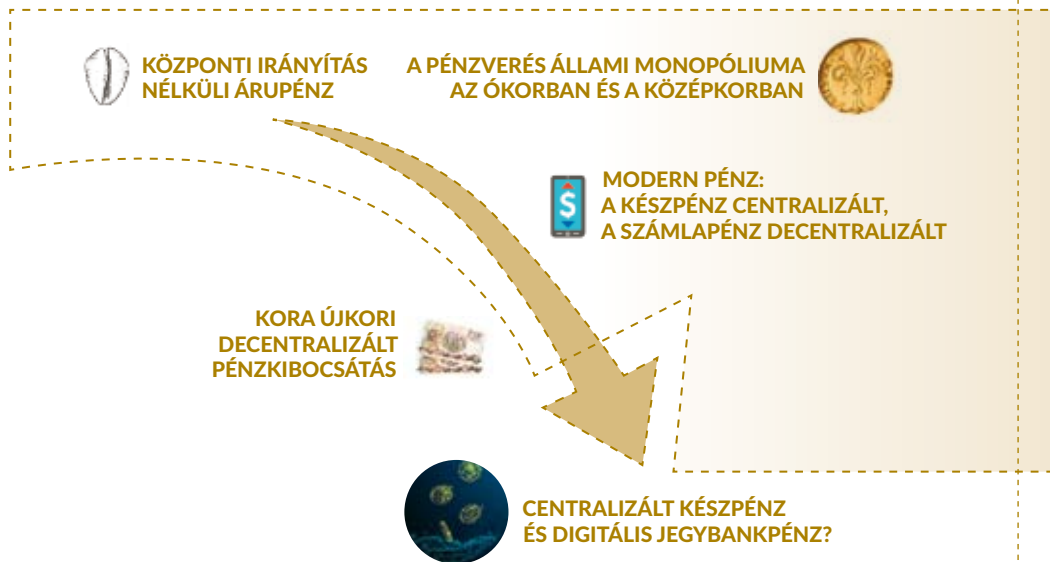 KÖZPONTI IRÁNYÍTÁS
NÉLKÜLI ÁRUPÉNZ
A PÉNZVERÉS ÁLLAMI MONOPÓLIUMA
AZ ÓKORBAN ÉS A KÖZÉPKORBAN
$
MODERN PÉNZ:
A KÉSZPÉNZ CENTRALIZÁLT,
A SZÁMLAPÉNZ DECENTRALIZÁLT
KORA ÚJKORI
DECENTRALIZÁLT
PÉNZKIBOCSÁTÁS
CENTRALIZÁLT KÉSZPÉNZ
ÉS DIGITÁLIS JEGYBANKPÉNZ?